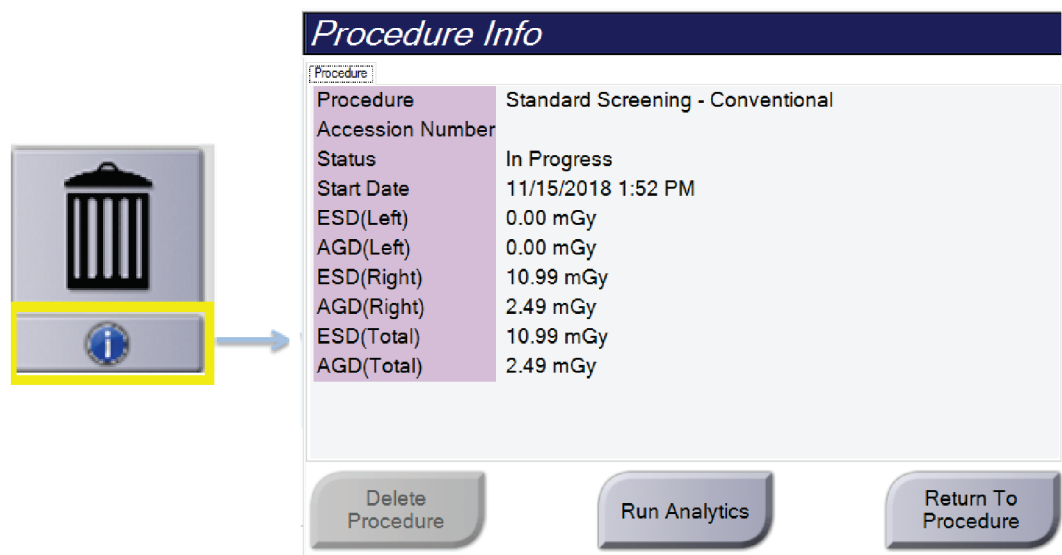 Procedure Info
Procedure
Procedure Standard Screening - Conventional
Accession Number
Status In Progress
Start Date 11/15/2018 1:52 PM
ESD(Left) 0.00 mGy
AGD(Left) 0.00 mGy
ESD(Right) 10.99 mGy
AGD(Right) 2.49 mGy
ESD(Total) 10.99 mGy
AGD(Total) 2.49 mGy
Delete
Procedure
Run Analytics
Return To
Procedure